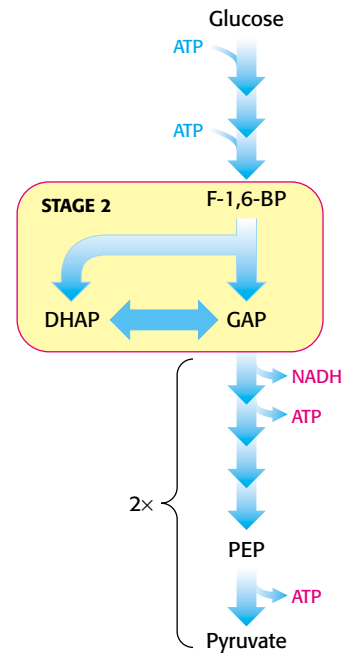 Glucose
ATP
ATP
STAGE 2
F-1,6-BP
DHAP
GAP
NADH
ATP
2×
PEP
ATP
Pyruvate